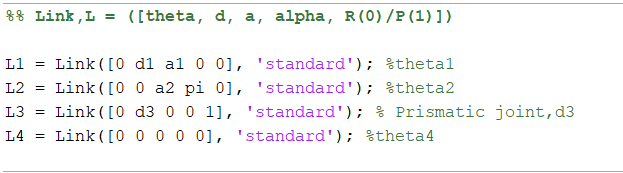 %% Link,L = ([theta, d, a, alpha, R(0)/P(1)])
L1 = Link([0 d1 a1 0 0], 'standard'); %theta1
L2 = Link([0 0 a2 pi 0], 'standard'); %theta2
L3 = Link([0 d3 0 0 1], 'standard'); % Prismatic joint,d3
L4 = Link([0 0 0 0 0], 'standard'); %theta4